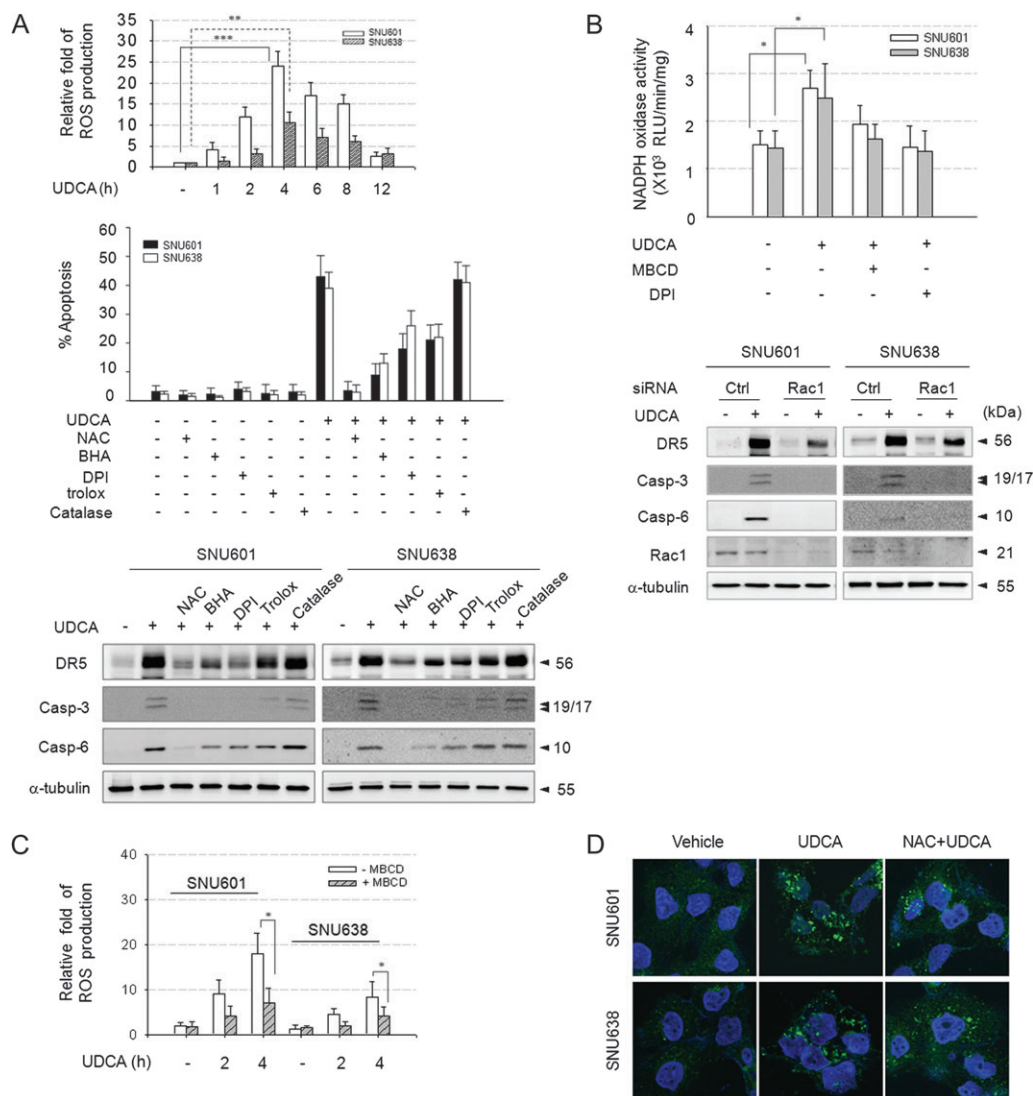 A
Relative fold of
ROS production
35
30
25
20
15
10
5
0
** 
***
SNU601
SNU638
UDCA (h) - 1 2 4 6 8 12
% Apoptosis
60
50
40
30
20
10
0
SNU601
SNU638
UDCA - - - - - - + + + + + +
NAC - + - - - - - + - - - -
BHA - - + - - - - - + - - -
DPI - - - + - - - - - + - -
trolox - - - - + - - - - - + -
Catalase - - - - - + - - - - - +
SNU601 SNU638
NAC BHA DPI Trolox Catalase NAC BHA DPI Trolox Catalase
UDCA - + + + + + + - + + + + + +
DR5 56
Casp-3 19/17
Casp-6 10
α-tubulin 55
B
NADPH oxidase activity
(X10³ RLU/min/mg)
4
3
2
1
0
*
*
SNU601
SNU638
UDCA - + + +
MBCD - - + -
DPI - - - +
SNU601 SNU638
siRNA Ctrl Rac1 Ctrl Rac1
UDCA - + - + - + - + (kDa)
DR5 56
Casp-3 19/17
Casp-6 10
Rac1 21
α-tubulin 55
C
Relative fold of
ROS production
40
30
20
10
0
- MBCD
+ MBCD
SNU601
*
SNU638
*
UDCA (h) - 2 4 - 2 4
D
Vehicle UDCA NAC+UDCA
SNU601
SNU638